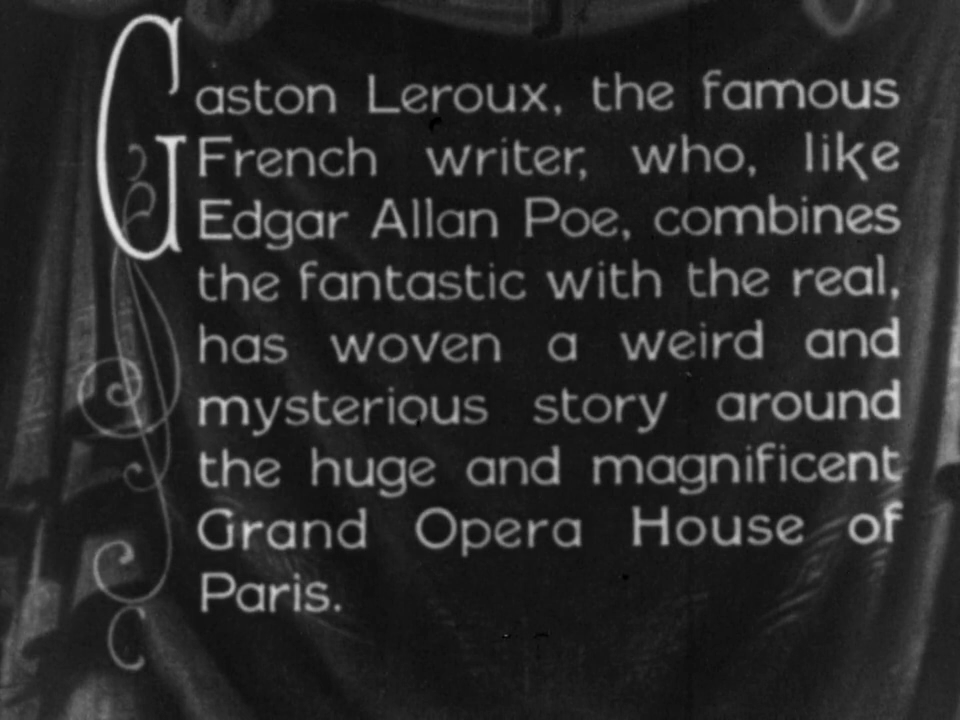 Gaston Leroux, the famous
French writer, who, like
Edgar Allan Poe, combines
the fantastic with the real,
has woven a weird and
mysterious story around
the huge and magnificent
Grand Opera House of
Paris.